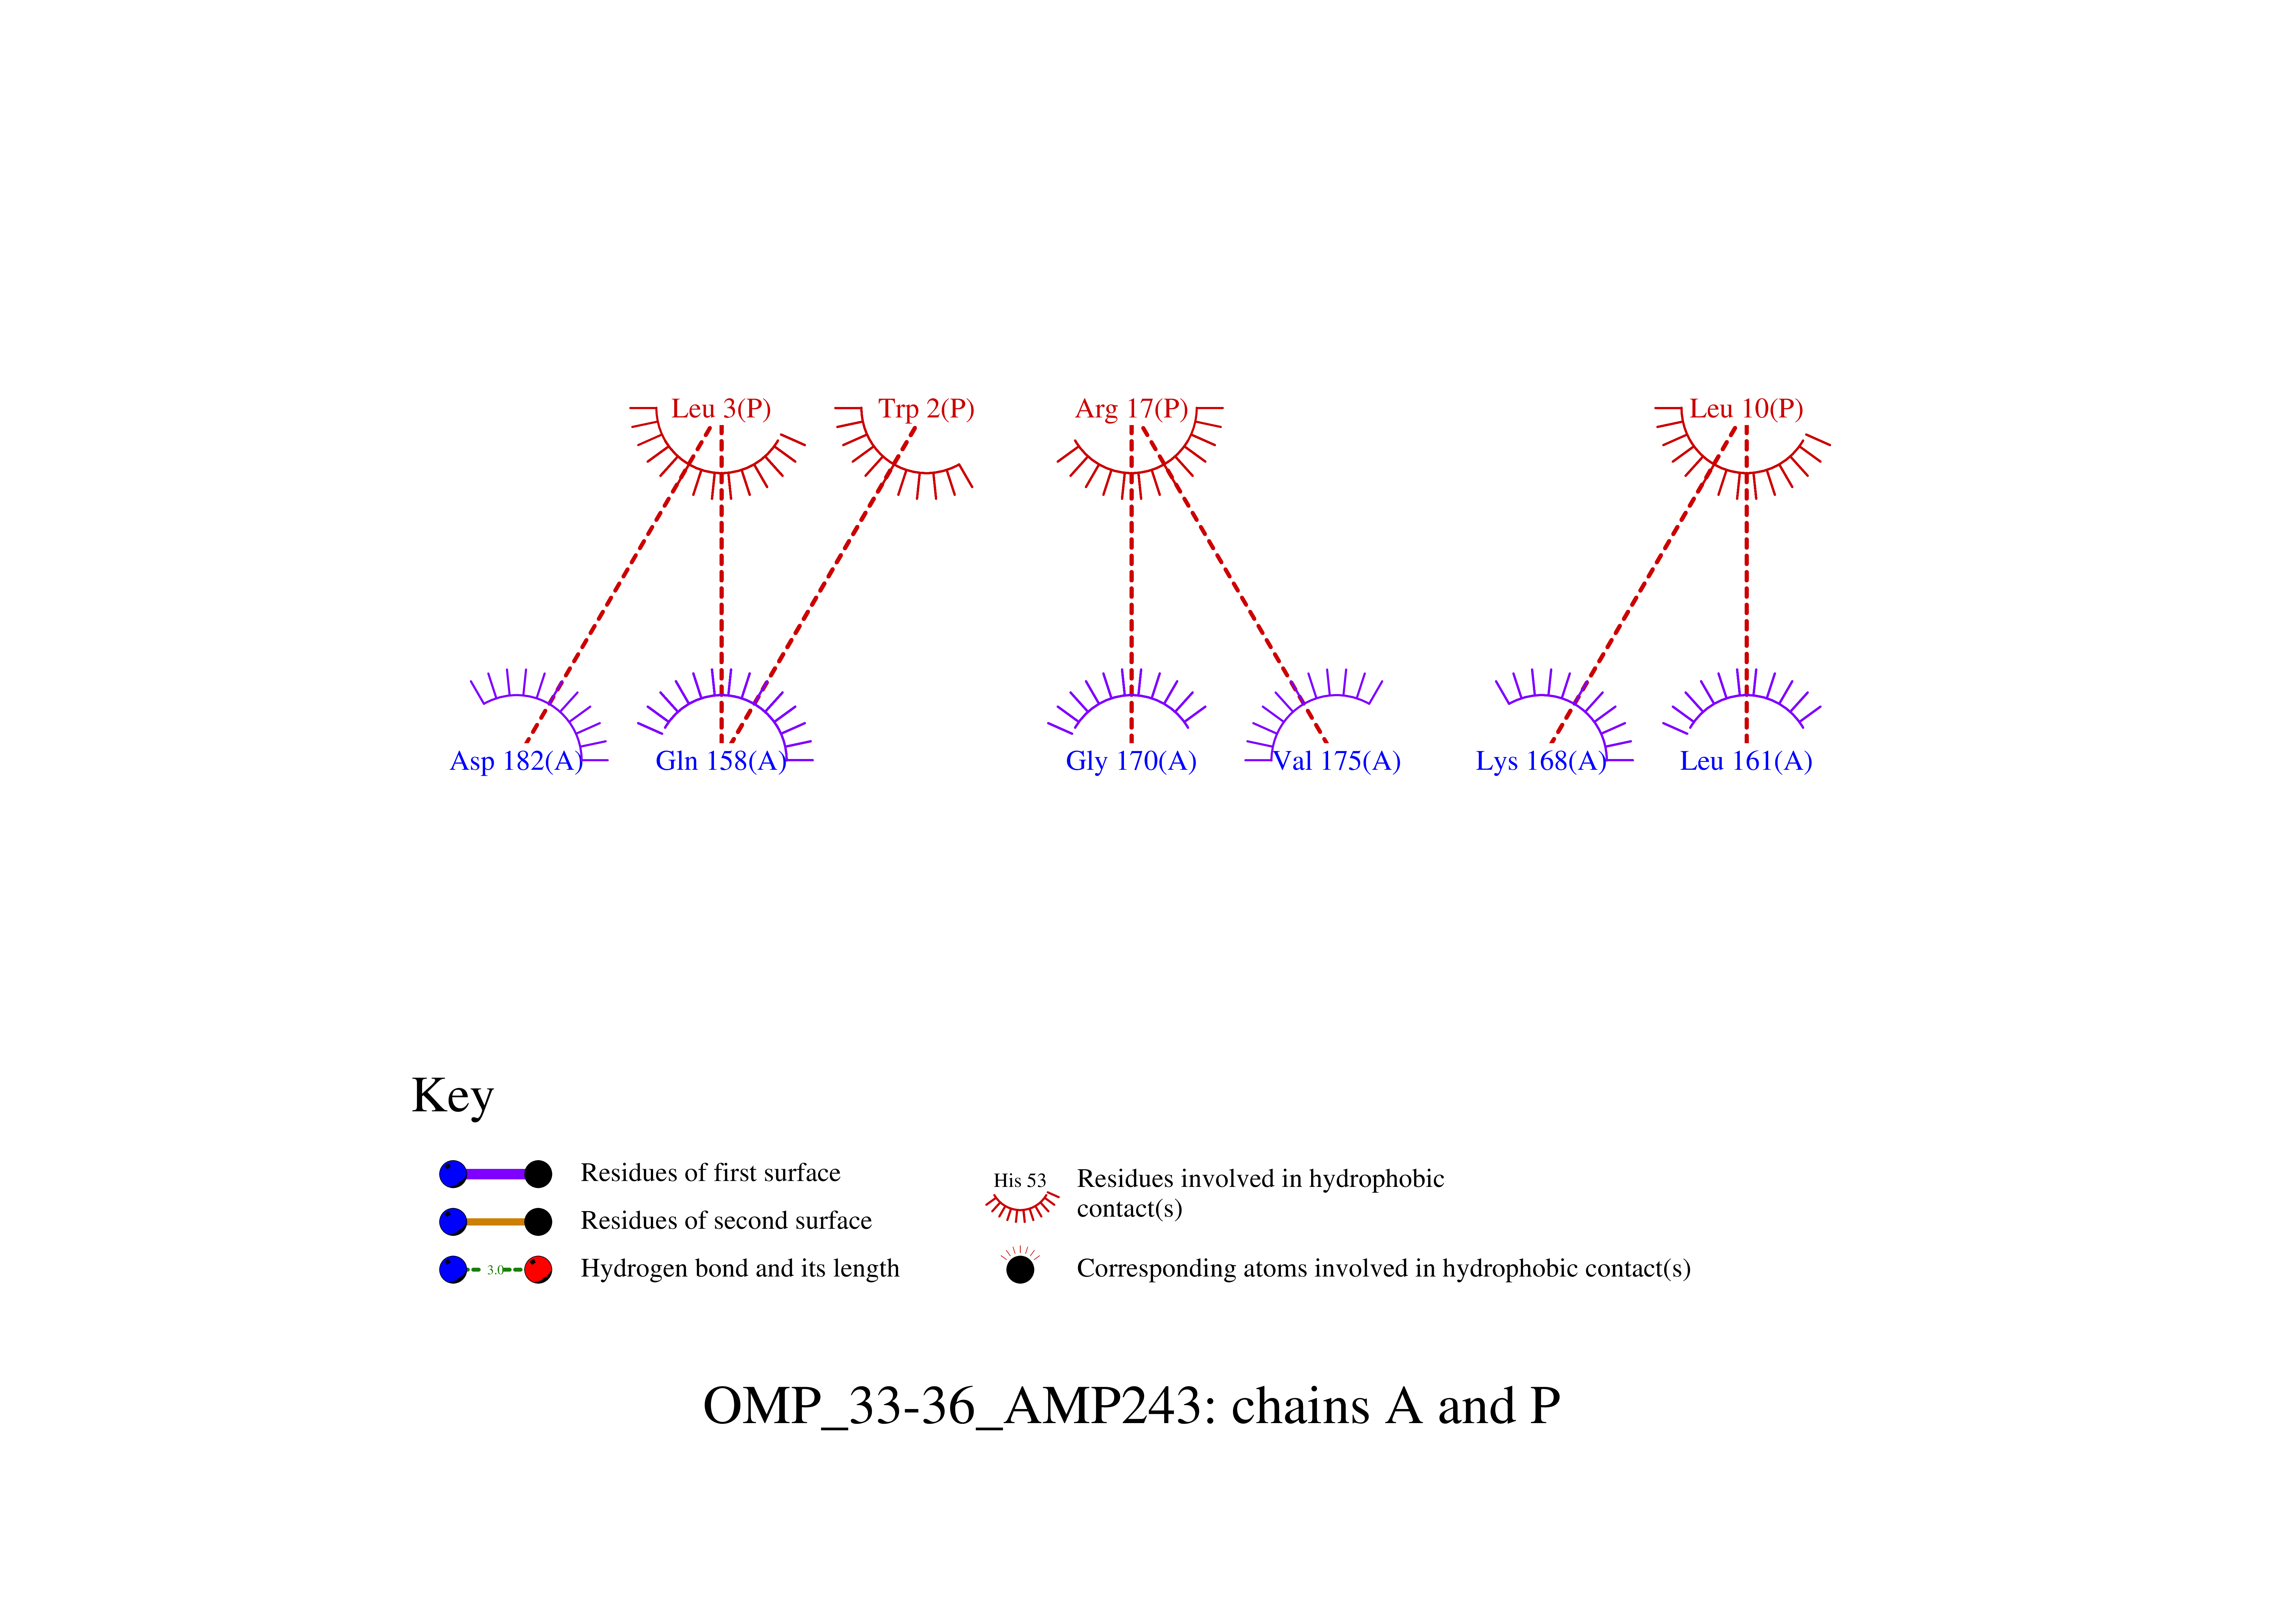 Leu 3(P) Trp 2(P) Arg 17(P) Leu 10(P)
Asp 182(A) Gln 158(A) Gly 170(A) Val 175(A) Lys 168(A) Leu 161(A)
Key
Residues of first surface
Residues of second surface
3.0 Hydrogen bond and its length
His 53 Residues involved in hydrophobic
contact(s)
Corresponding atoms involved in hydrophobic contact(s)
OMP_33-36_AMP243: chains A and P